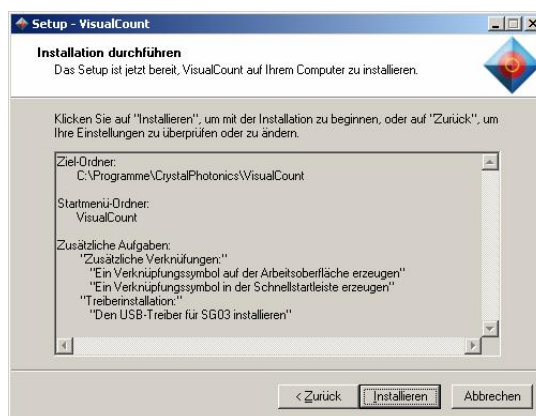 Setup - VisualCount
Installation durchführen
Das Setup ist jetzt bereit, VisualCount auf Ihrem Computer zu installieren.
Klicken Sie auf "Installieren", um mit der Installation zu beginnen, oder auf "Zurück", um
Ihre Einstellungen zu überprüfen oder zu ändern.
Ziel-Ordner:
C:\Programme\CrystalPhotonics\VisualCount
Startmenü-Ordner:
VisualCount
Zusätzliche Aufgaben:
"Zusätzliche Verknüfungen:"
"Ein Verknüpfungssymbol auf der Arbeitsoberfläche erzeugen"
"Ein Verknüpfungssymbol in der Schnellstartleiste erzeugen"
"Treiberinstallation:"
"Den USB-Treiber für SG03 installieren"
< Zurück Installieren Abbrechen